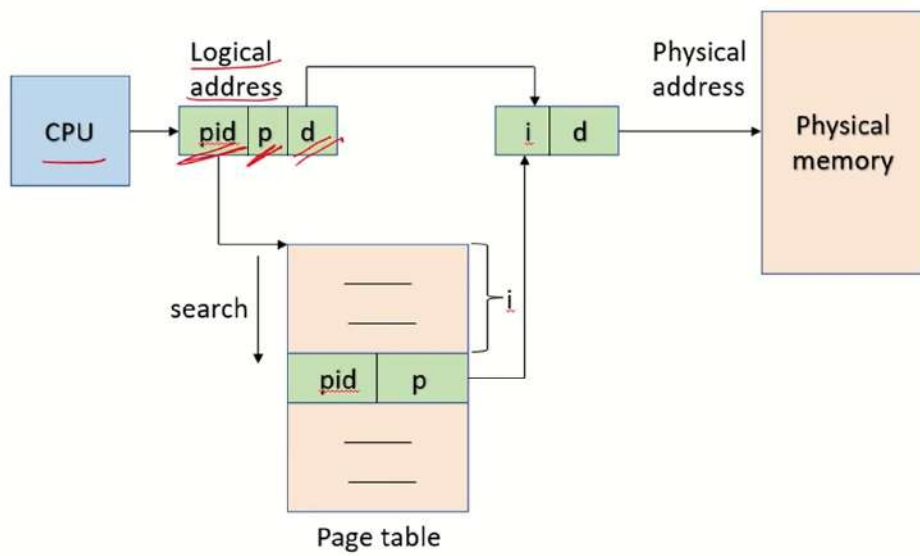 Logical
address
Physical
address
CPU
pid p d
i d
Physical
memory
search
i
pid p
Page table